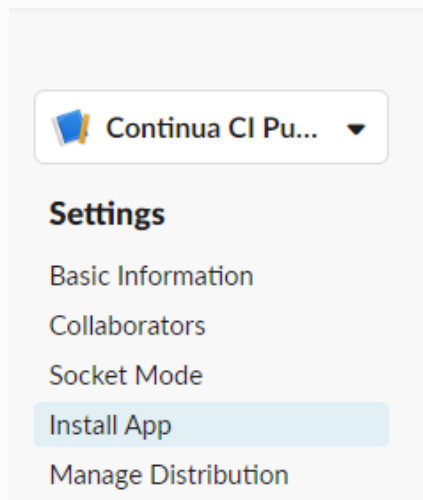 Continua CI Pu...
Settings
Basic Information
Collaborators
Socket Mode
Install App
Manage Distribution